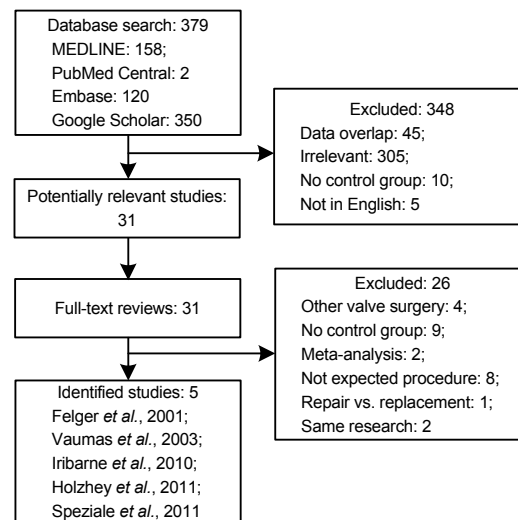 Database search: 379
MEDLINE: 158;
PubMed Central: 2
Embase: 120
Google Scholar: 350
Excluded: 348
Data overlap: 45;
Irrelevant: 305;
No control group: 10;
Not in English: 5
Potentially relevant studies:
31
Full-text reviews: 31
Excluded: 26
Other valve surgery: 4;
No control group: 9;
Meta-analysis: 2;
Not expected procedure: 8;
Repair vs. replacement: 1;
Same research: 2
Identified studies: 5
Felger et al., 2001;
Vaumas et al., 2003;
Iribarne et al., 2010;
Holzhey et al., 2011;
Speziale et al., 2011